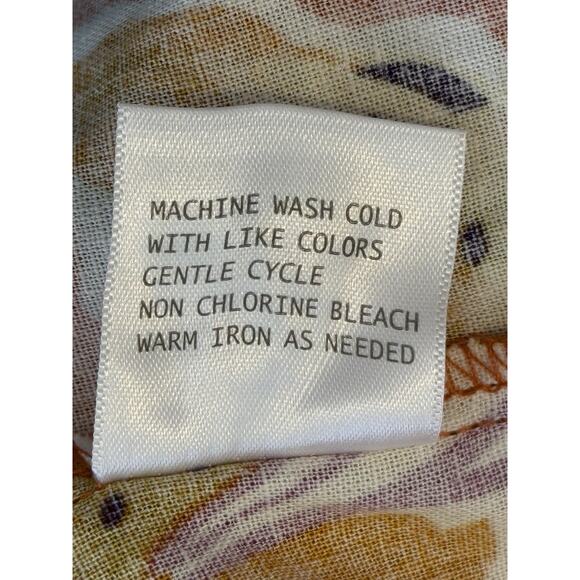 MACHINE WASH COLD
WITH LIKE COLORS
GENTLE CYCLE
NON CHLORINE BLEACH
WARM IRON AS NEEDED